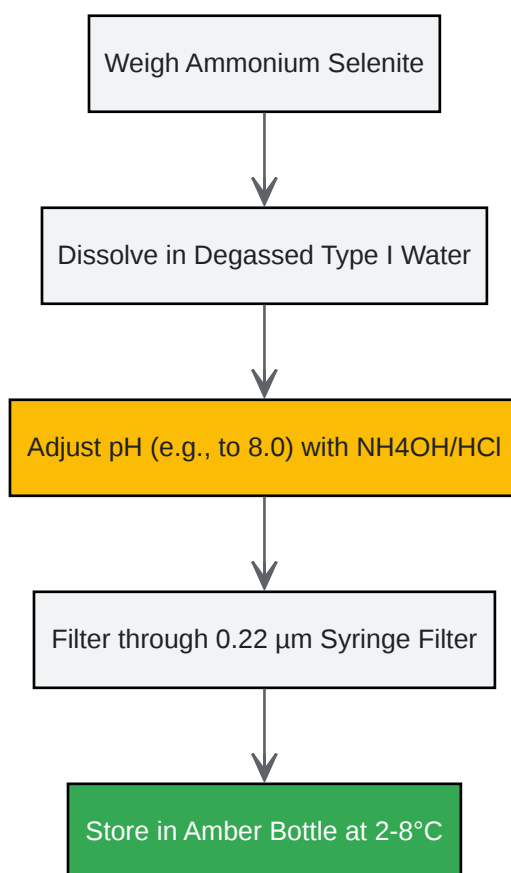 Weigh Ammonium Selenite
Dissolve in Degassed Type I Water
Adjust pH (e.g., to 8.0) with NH4OH/HCl
Filter through 0.22 µm Syringe Filter
Store in Amber Bottle at 2-8°C